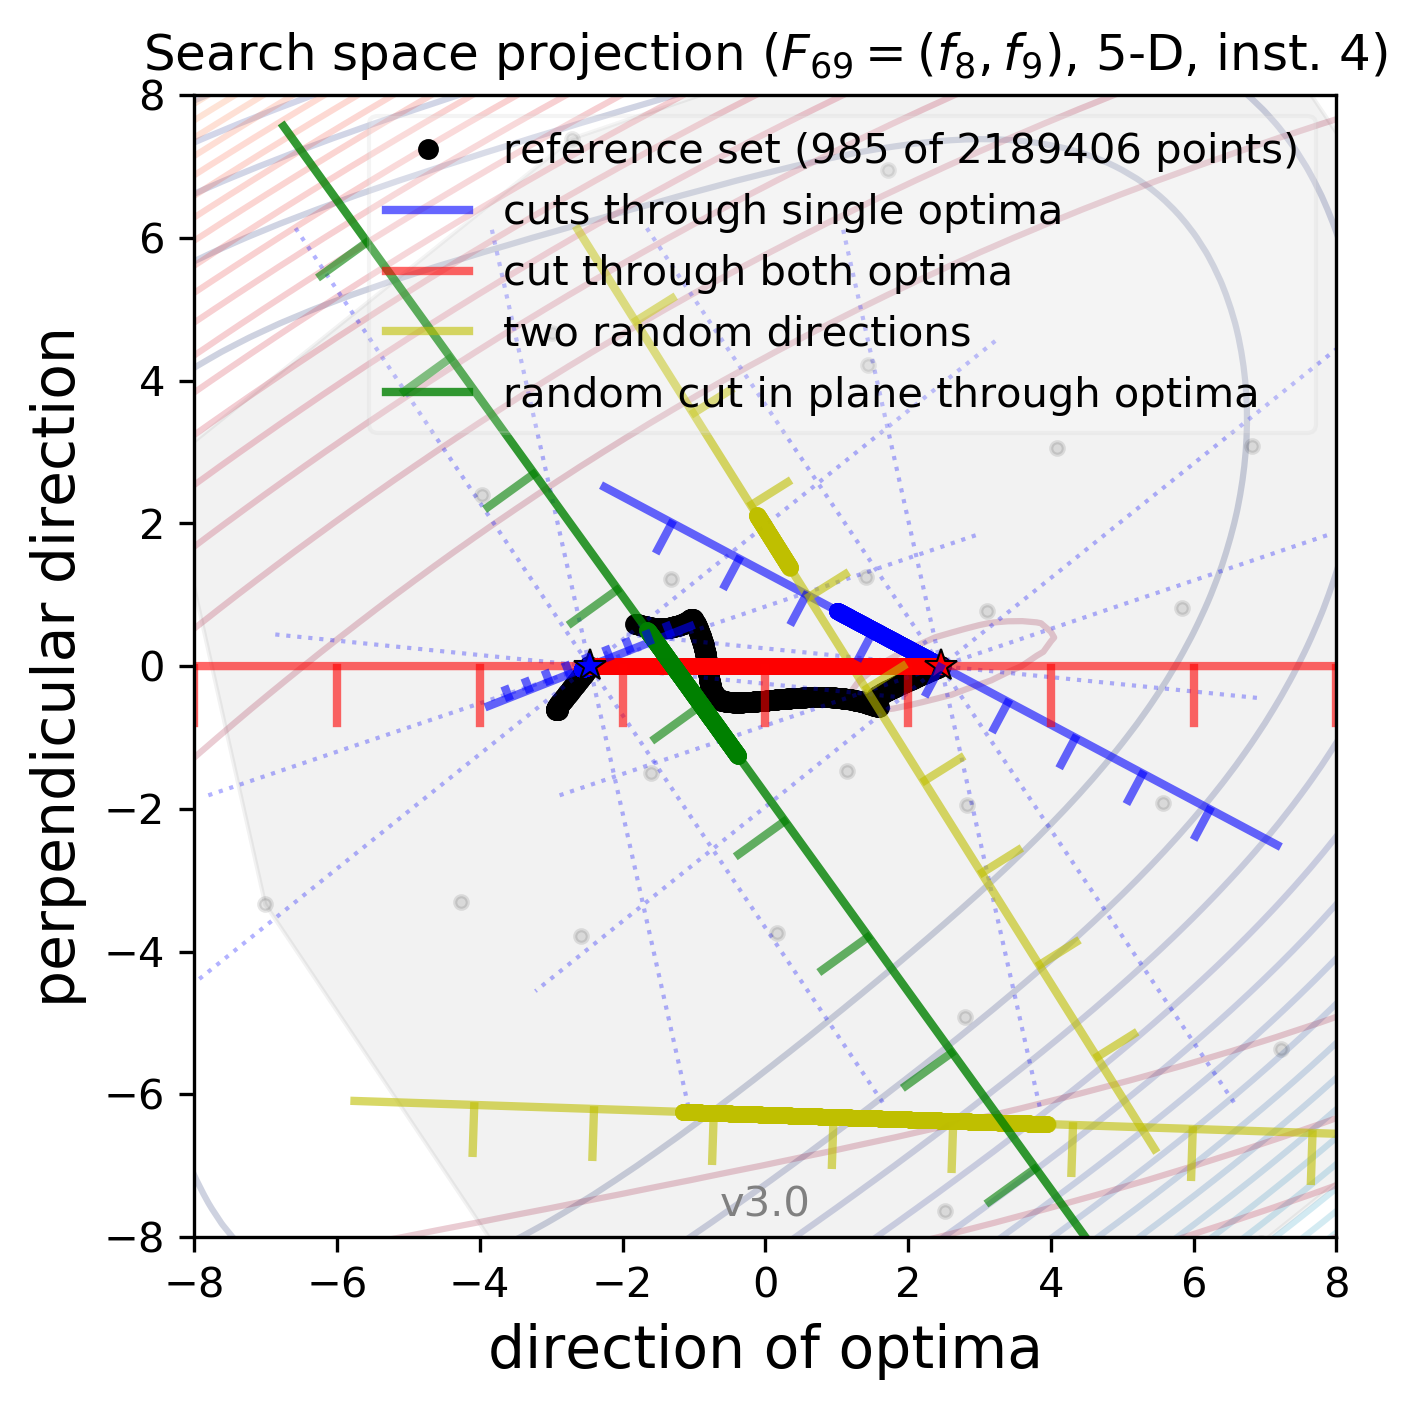 Search space projection (F₆₉ = (f₈, f₉), 5-D, inst. 4)
reference set (985 of 2189406 points)
cuts through single optima
cut through both optima
two random directions
random cut in plane through optima
perpendicular direction
8
6
4
2
0
−2
−4
−6
−8
v3.0
−8 −6 −4 −2 0 2 4 6 8
direction of optima